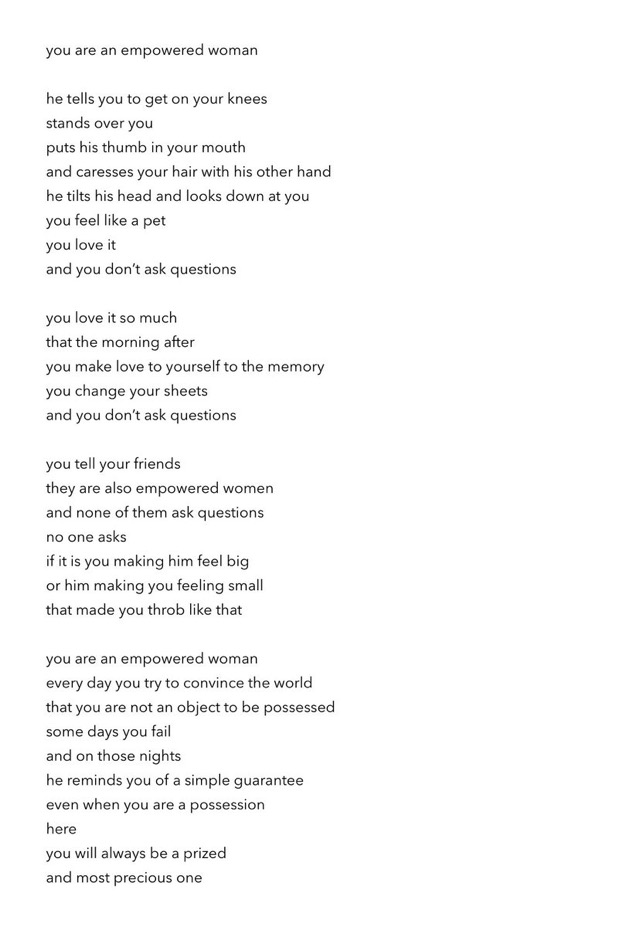 you are an empowered woman
he tells you to get on your knees
stands over you
puts his thumb in your mouth
and caresses your hair with his other hand
he tilts his head and looks down at you
you feel like a pet
you love it
and you don’t ask questions
you love it so much
that the morning after
you make love to yourself to the memory
you change your sheets
and you don’t ask questions
you tell your friends
they are also empowered women
and none of them ask questions
no one asks
if it is you making him feel big
or him making you feeling small
that made you throb like that
you are an empowered woman
every day you try to convince the world
that you are not an object to be possessed
some days you fail
and on those nights
he reminds you of a simple guarantee
even when you are a possession
here
you will always be a prized
and most precious one